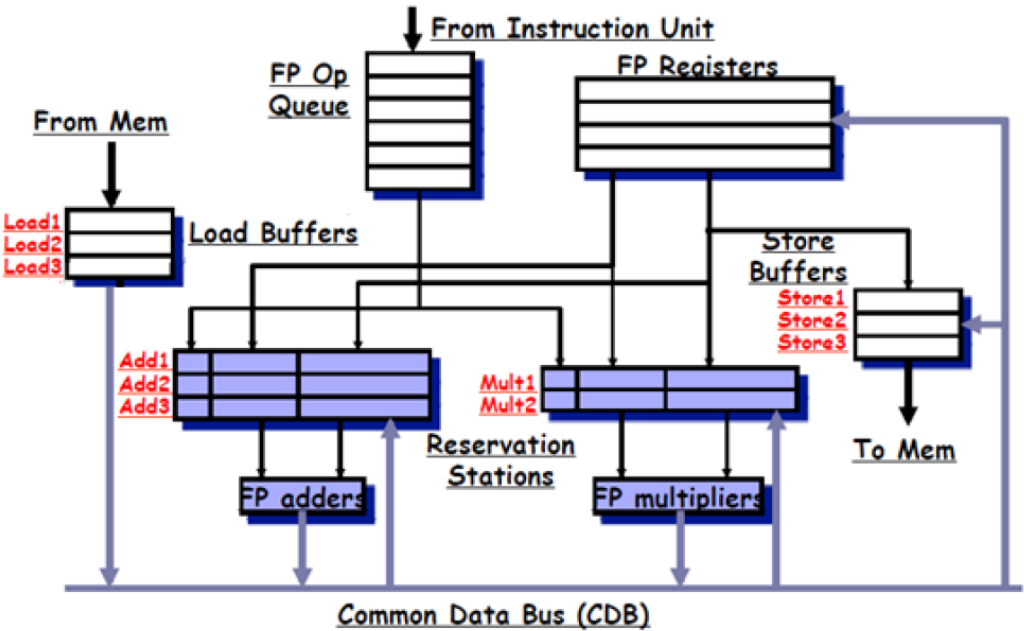 From Instruction Unit
FP Op
Queue
FP Registers
From Mem
Load1
Load2
Load3
Load Buffers
Store
Buffers
Store1
Store2
Store3
Add1
Add2
Add3
Mult1
Mult2
Reservation
Stations
To Mem
FP adders
FP multipliers
Common Data Bus (CDB)